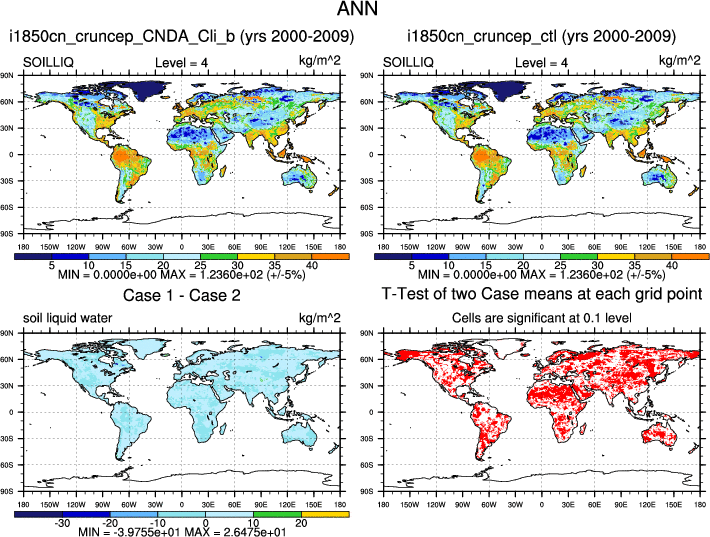 ANN
i1850cn_cruncep_CNDA_Cli_b (yrs 2000-2009)
SOILLIQ Level = 4 kg/m^2
90N
60N
30N
0
30S
60S
90S
180 150W 120W 90W 60W 30W 0 30E 60E 90E 120E 150E 180
5 10 15 20 25 30 35 40
MIN = 0.0000e+00 MAX = 1.2360e+02 (+/-5%)
i1850cn_cruncep_ctl (yrs 2000-2009)
SOILLIQ Level = 4 kg/m^2
90N
60N
30N
0
30S
60S
90S
180 150W 120W 90W 60W 30W 0 30E 60E 90E 120E 150E 180
5 10 15 20 25 30 35 40
MIN = 0.0000e+00 MAX = 1.2360e+02 (+/-5%)
Case 1 - Case 2
soil liquid water kg/m^2
90N
60N
30N
0
30S
60S
90S
180 150W 120W 90W 60W 30W 0 30E 60E 90E 120E 150E 180
-30 -20 -10 0 10 20
MIN = -3.9755e+01 MAX = 2.6475e+01
T-Test of two Case means at each grid point
Cells are significant at 0.1 level
90N
60N
30N
0
30S
60S
90S
180 150W 120W 90W 60W 30W 0 30E 60E 90E 120E 150E 180